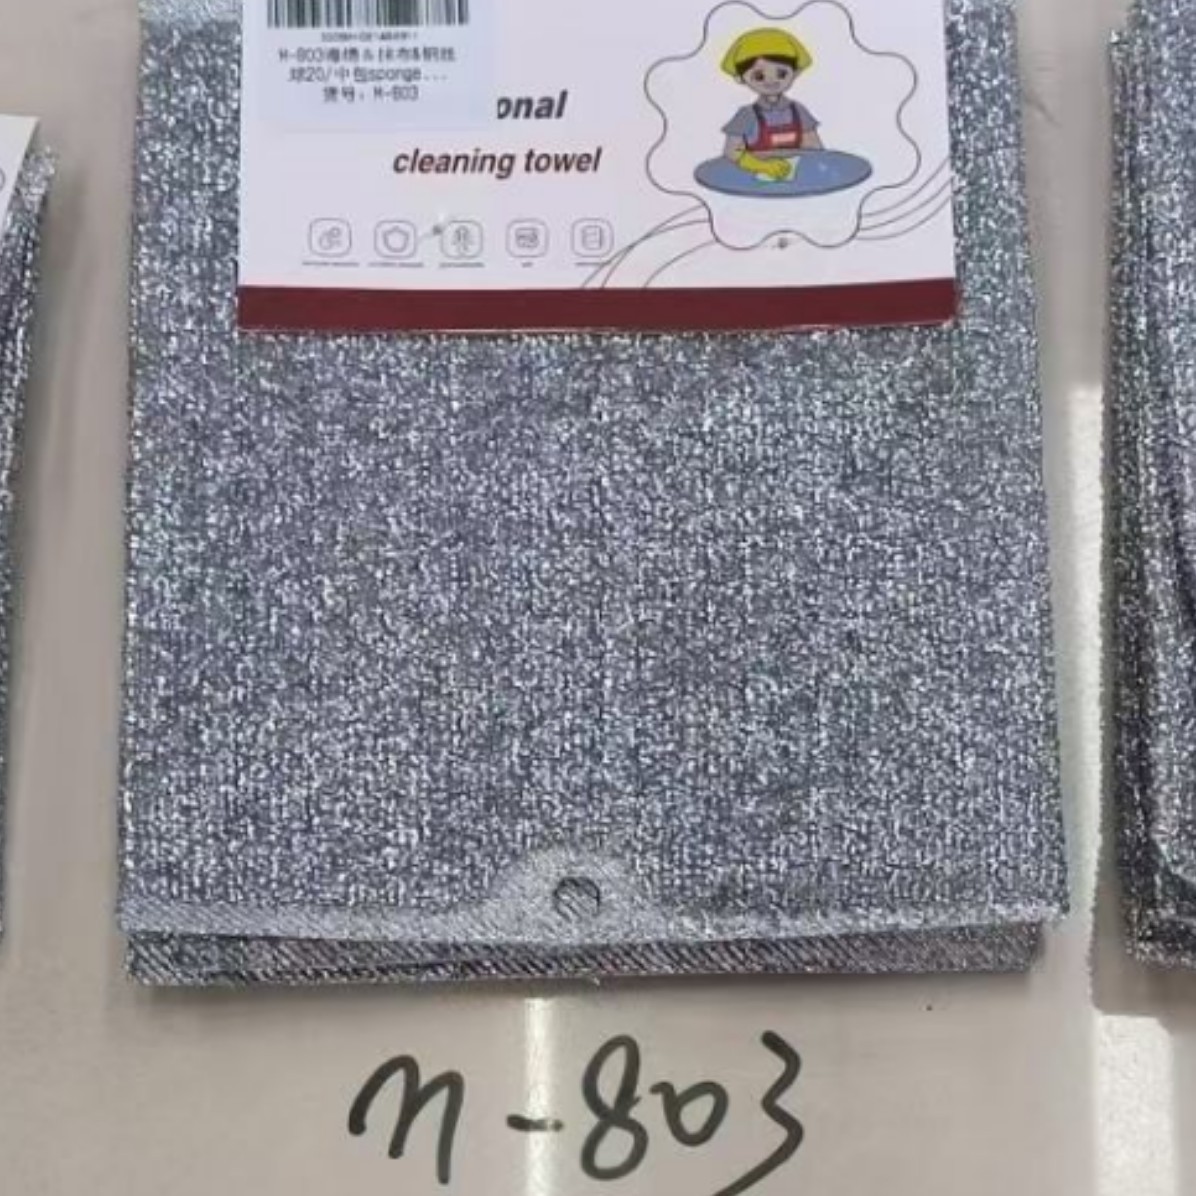 M-803海绵&抹布&钢丝
球20/中包sponge...
货号：M-803
onal
cleaning towel
M-803